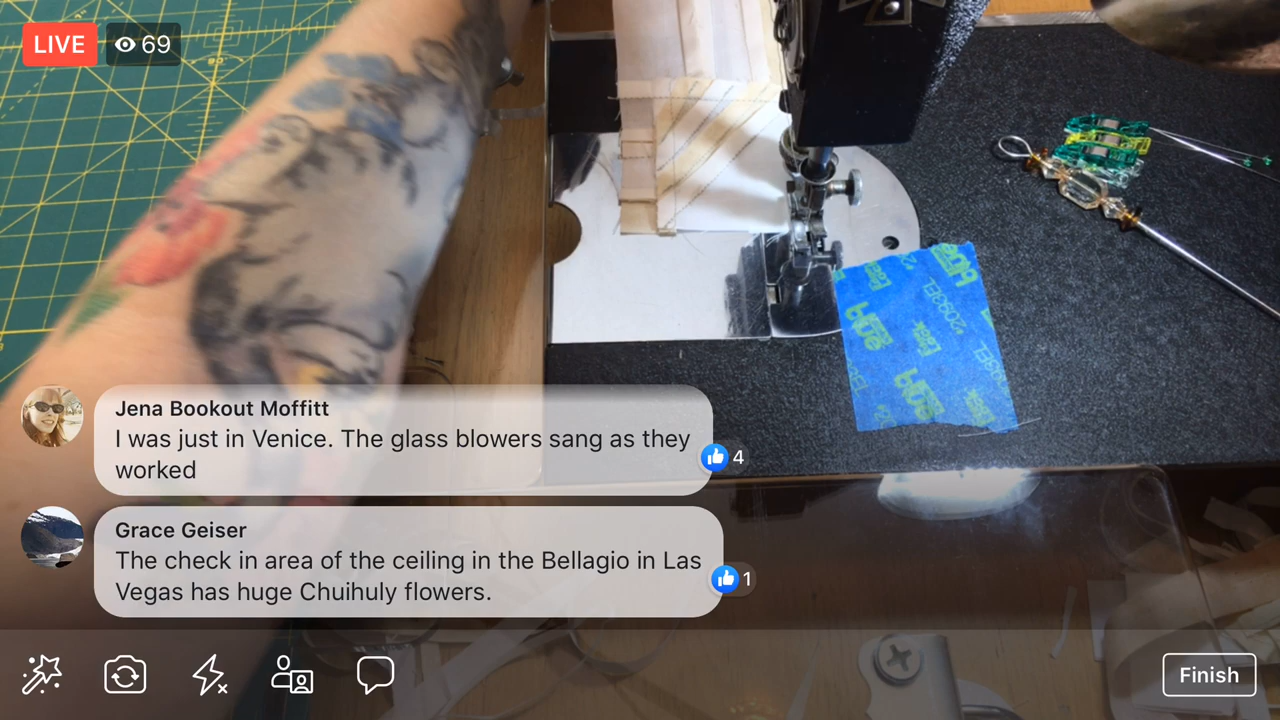 LIVE 69
Jena Bookout Moffitt
I was just in Venice. The glass blowers sang as they
worked
4
Grace Geiser
The check in area of the ceiling in the Bellagio in Las
Vegas has huge Chuihuly flowers.
1
Finish